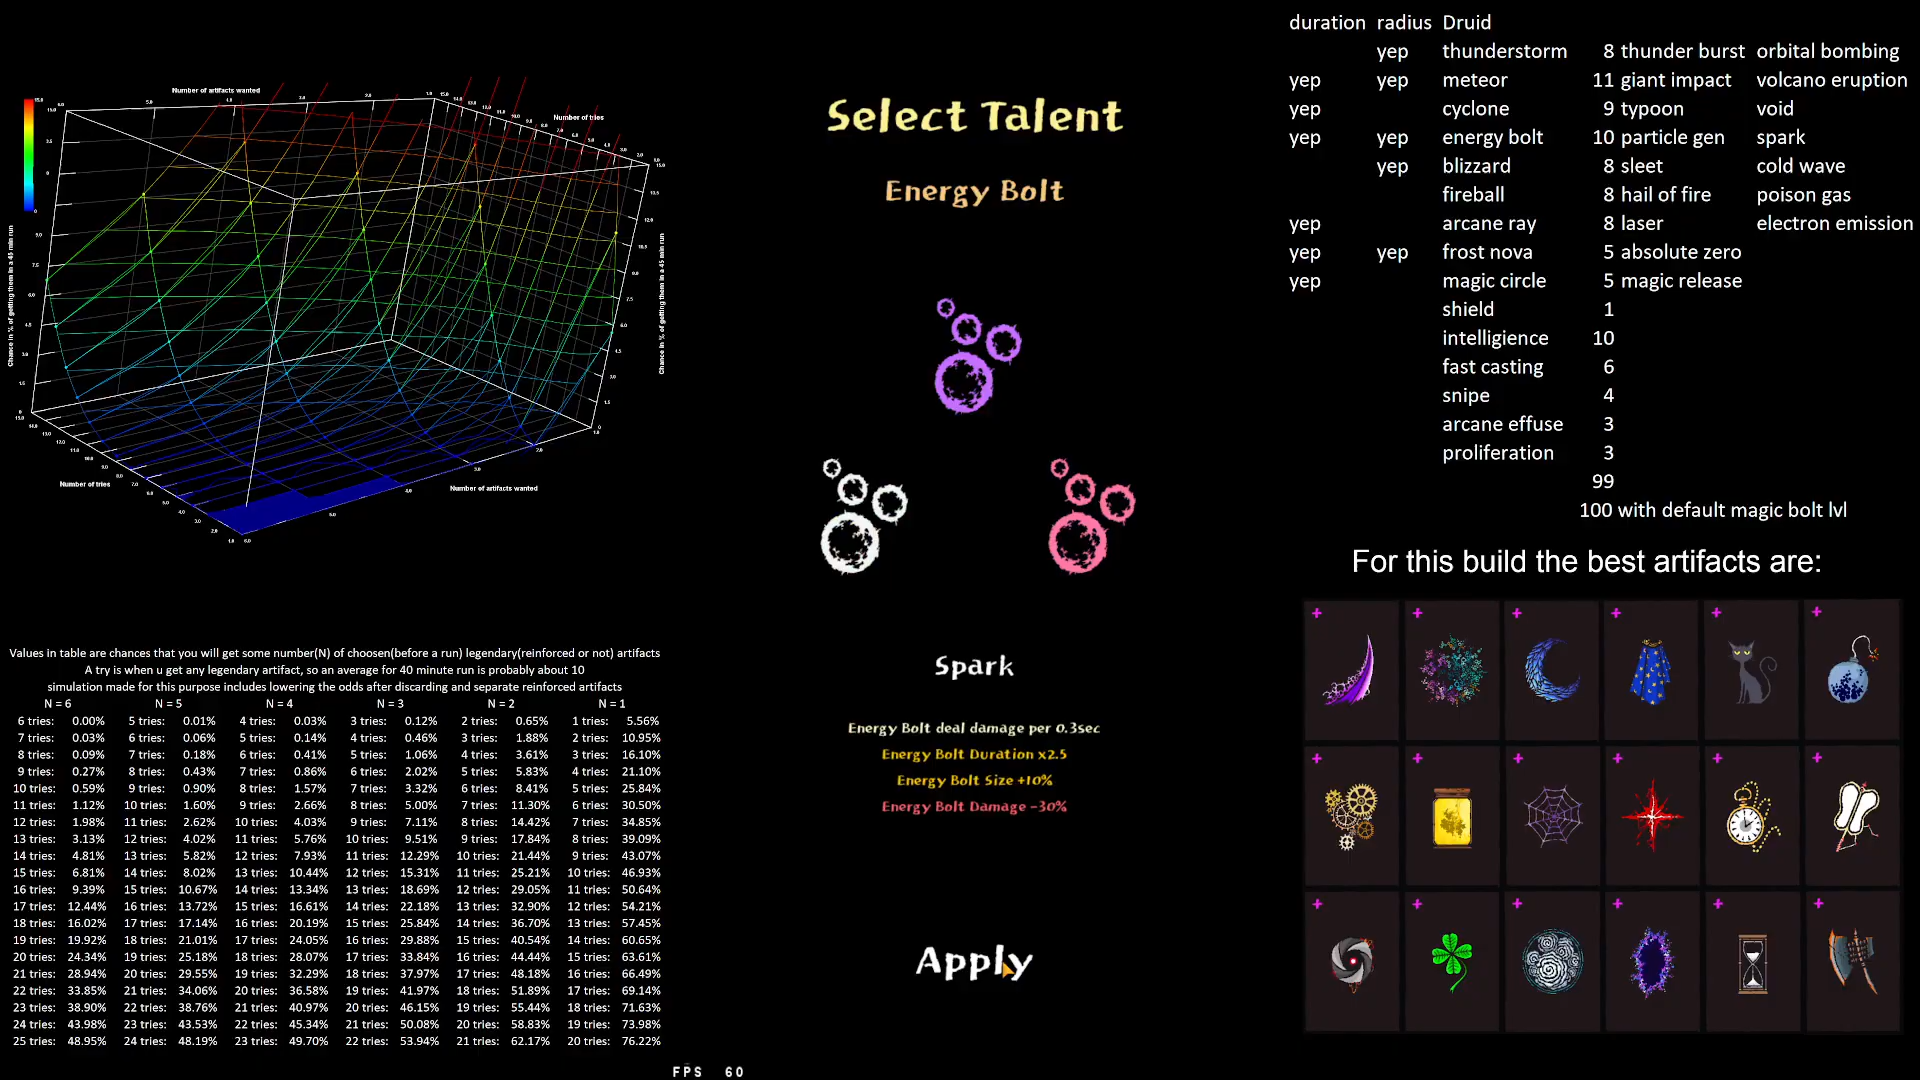 Number of artifacts wanted
Number of tries
Chance in % of getting them in a 45 min run
Chance in % of getting them in a 45 min run
Number of tries
Number of artifacts wanted
Values in table are chances that you will get some number(N) of choosen(before a run) legendary(reinforced or not) artifacts
A try is when u get any legendary artifact, so an average for 40 minute run is probably about 10
simulation made for this purpose includes lowering the odds after discarding and separate reinforced artifacts
N = 6 N = 5 N = 4 N = 3 N = 2 N = 1
6 tries: 0.00% 5 tries: 0.01% 4 tries: 0.03% 3 tries: 0.12% 2 tries: 0.65% 1 tries: 5.56%
7 tries: 0.03% 6 tries: 0.06% 5 tries: 0.14% 4 tries: 0.46% 3 tries: 1.88% 2 tries: 10.95%
8 tries: 0.09% 7 tries: 0.18% 6 tries: 0.41% 5 tries: 1.06% 4 tries: 3.61% 3 tries: 16.10%
9 tries: 0.27% 8 tries: 0.43% 7 tries: 0.86% 6 tries: 2.02% 5 tries: 5.83% 4 tries: 21.10%
10 tries: 0.59% 9 tries: 0.90% 8 tries: 1.57% 7 tries: 3.32% 6 tries: 8.41% 5 tries: 25.84%
11 tries: 1.12% 10 tries: 1.60% 9 tries: 2.66% 8 tries: 5.00% 7 tries: 11.30% 6 tries: 30.50%
12 tries: 1.98% 11 tries: 2.62% 10 tries: 4.03% 9 tries: 7.11% 8 tries: 14.42% 7 tries: 34.85%
13 tries: 3.13% 12 tries: 4.02% 11 tries: 5.76% 10 tries: 9.51% 9 tries: 17.84% 8 tries: 39.09%
14 tries: 4.81% 13 tries: 5.82% 12 tries: 7.93% 11 tries: 12.29% 10 tries: 21.44% 9 tries: 43.07%
15 tries: 6.81% 14 tries: 8.02% 13 tries: 10.44% 12 tries: 15.31% 11 tries: 25.21% 10 tries: 46.93%
16 tries: 9.39% 15 tries: 10.67% 14 tries: 13.34% 13 tries: 18.69% 12 tries: 29.05% 11 tries: 50.64%
17 tries: 12.44% 16 tries: 13.72% 15 tries: 16.61% 14 tries: 22.18% 13 tries: 32.90% 12 tries: 54.21%
18 tries: 16.02% 17 tries: 17.14% 16 tries: 20.19% 15 tries: 25.84% 14 tries: 36.70% 13 tries: 57.45%
19 tries: 19.92% 18 tries: 21.01% 17 tries: 24.05% 16 tries: 29.88% 15 tries: 40.54% 14 tries: 60.65%
20 tries: 24.34% 19 tries: 25.18% 18 tries: 28.07% 17 tries: 33.84% 16 tries: 44.44% 15 tries: 63.61%
21 tries: 28.94% 20 tries: 29.55% 19 tries: 32.29% 18 tries: 37.97% 17 tries: 48.18% 16 tries: 66.49%
22 tries: 33.85% 21 tries: 34.06% 20 tries: 36.58% 19 tries: 41.97% 18 tries: 51.89% 17 tries: 69.14%
23 tries: 38.90% 22 tries: 38.76% 21 tries: 40.97% 20 tries: 46.15% 19 tries: 55.44% 18 tries: 71.63%
24 tries: 43.98% 23 tries: 43.53% 22 tries: 45.34% 21 tries: 50.08% 20 tries: 58.83% 19 tries: 73.98%
25 tries: 48.95% 24 tries: 48.19% 23 tries: 49.70% 22 tries: 53.94% 21 tries: 62.17% 20 tries: 76.22%
Select Talent
Energy Bolt
Spark
Energy Bolt deal damage per 0.3sec
Energy Bolt Duration x2.5
Energy Bolt Size +10%
Energy Bolt Damage -30%
Apply
FPS 60
duration radius Druid
yep thunderstorm 8 thunder burst orbital bombing
yep yep meteor 11 giant impact volcano eruption
yep cyclone 9 typoon void
yep yep energy bolt 10 particle gen spark
yep blizzard 8 sleet cold wave
fireball 8 hail of fire poison gas
yep arcane ray 8 laser electron emission
yep yep frost nova 5 absolute zero
yep magic circle 5 magic release
shield 1
intelligience 10
fast casting 6
snipe 4
arcane effuse 3
proliferation 3
99
100 with default magic bolt lvl
For this build the best artifacts are: